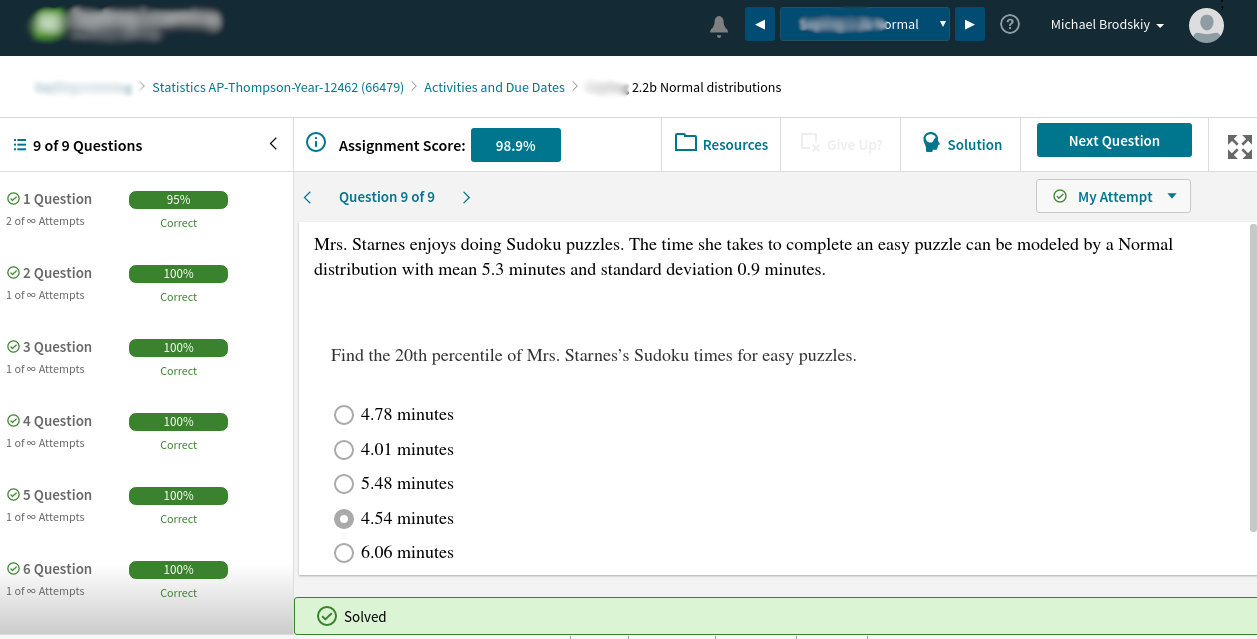 ormal
Michael Brodskiy
Statistics AP-Thompson-Year-12462 (66479) > Activities and Due Dates > 2.2b Normal distributions
9 of 9 Questions
Assignment Score: 98.9%
Resources
Give Up?
Solution
Next Question
Question 9 of 9
My Attempt
1 Question 95%
2 of ∞ Attempts Correct
2 Question 100%
1 of ∞ Attempts Correct
3 Question 100%
1 of ∞ Attempts Correct
4 Question 100%
1 of ∞ Attempts Correct
5 Question 100%
1 of ∞ Attempts Correct
6 Question 100%
1 of ∞ Attempts Correct
Mrs. Starnes enjoys doing Sudoku puzzles. The time she takes to complete an easy puzzle can be modeled by a Normal
distribution with mean 5.3 minutes and standard deviation 0.9 minutes.
Find the 20th percentile of Mrs. Starnes’s Sudoku times for easy puzzles.
4.78 minutes
4.01 minutes
5.48 minutes
4.54 minutes
6.06 minutes
Solved